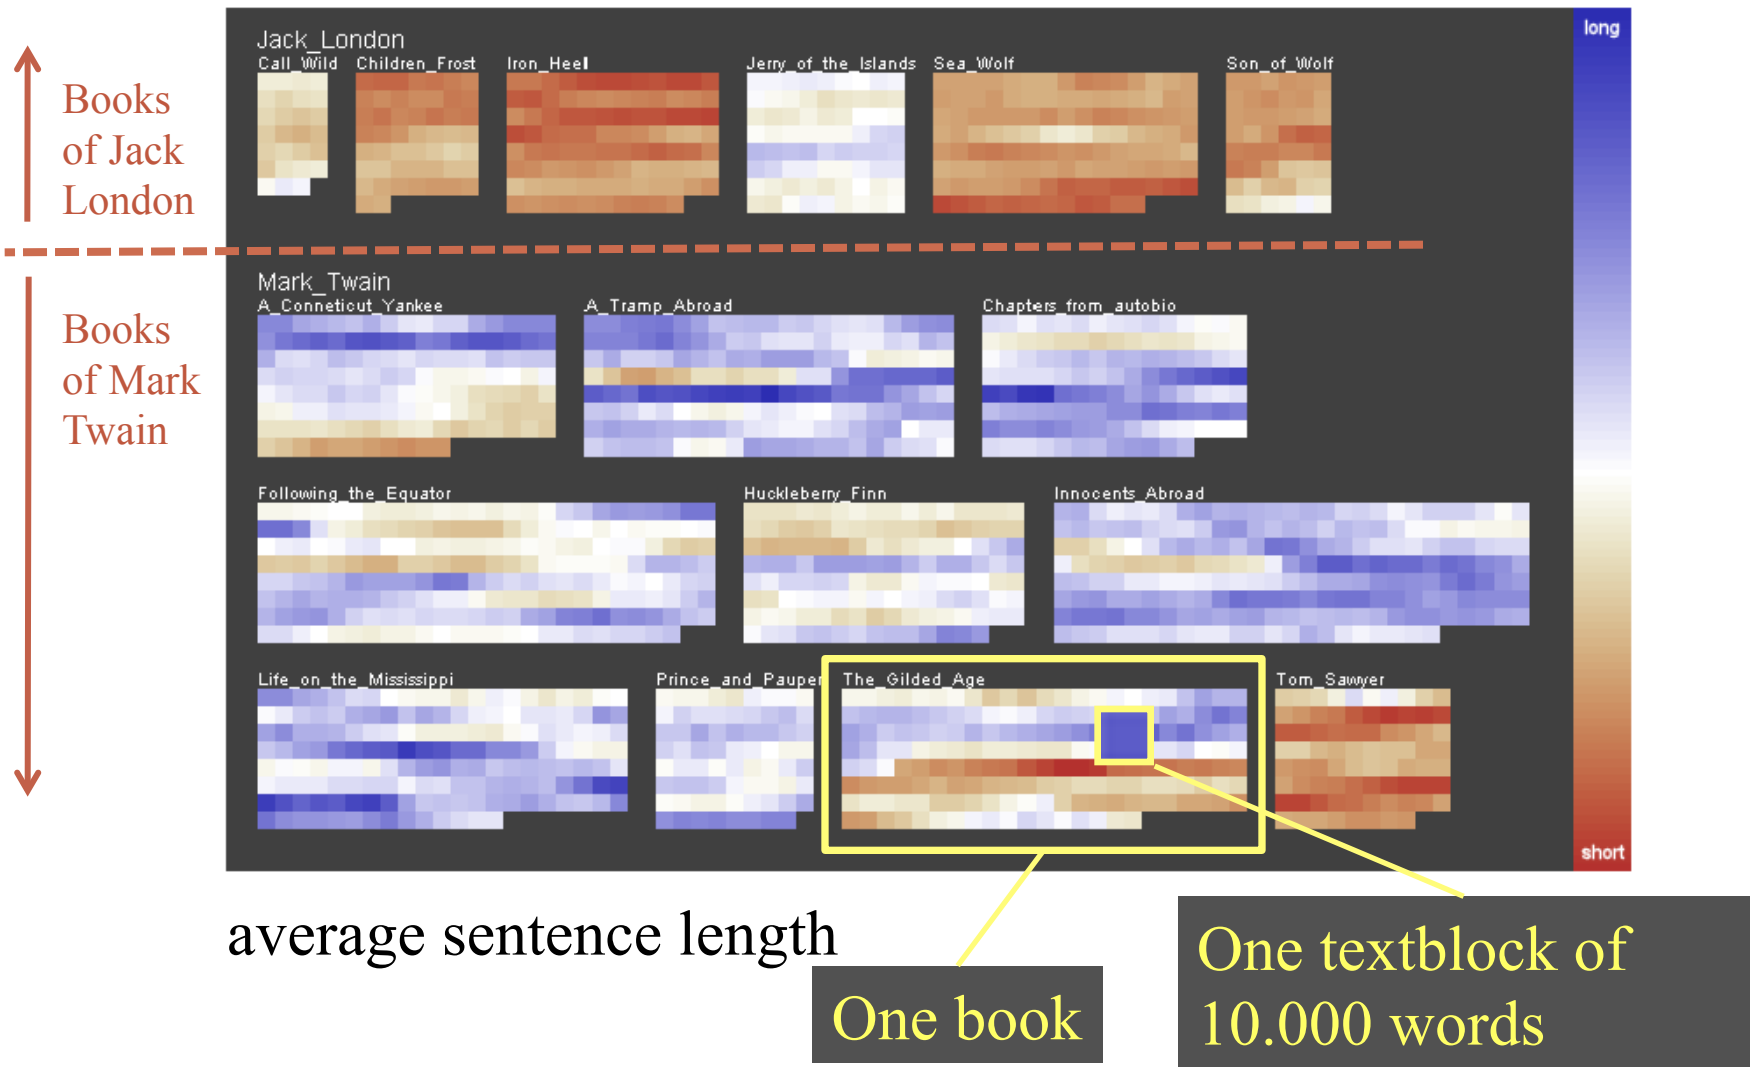 long
Jack_London
Call_Wild Children_Frost Iron_Heel Jerry_of_the_Islands Sea_Wolf Son_of_Wolf
Books
of Jack
London
Mark_Twain
A_Conneticut_Yankee A_Tramp_Abroad Chapters_from_autobio
Books
of Mark
Twain
Following_the_Equator Huckleberry_Finn Innocents_Abroad
Life_on_the_Mississippi Prince_and_Pauper The_Gilded_Age Tom_Sawyer
short
average sentence length
One book
One textblock of
10.000 words